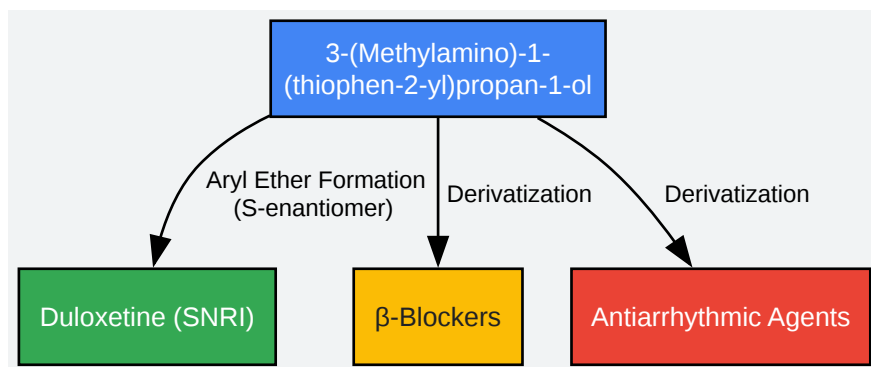 3-(Methylamino)-1-
(thiophen-2-yl)propan-1-ol
Aryl Ether Formation
(S-enantiomer)
Derivatization
Derivatization
Duloxetine (SNRI)
β-Blockers
Antiarrhythmic Agents